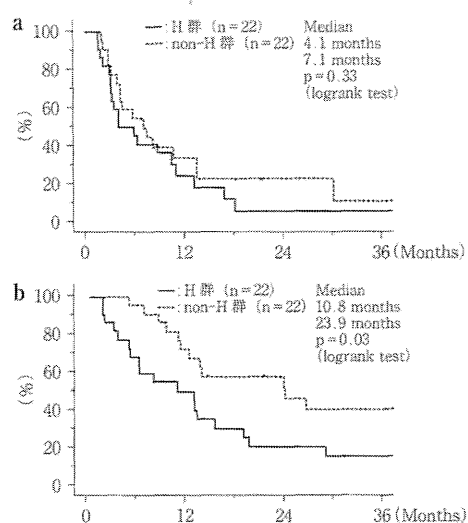 a
—: H 群 (n=22) Median
┈: non-H 群 (n=22) 4.1 months
7.1 months
p=0.33
(logrank test)
(%)
100
80
60
40
20
0
0 12 24 36 (Months)
b
—: H 群 (n=22) Median
┈: non-H 群 (n=22) 10.8 months
23.9 months
p=0.03
(logrank test)
(%)
100
80
60
40
20
0
0 12 24 36 (Months)